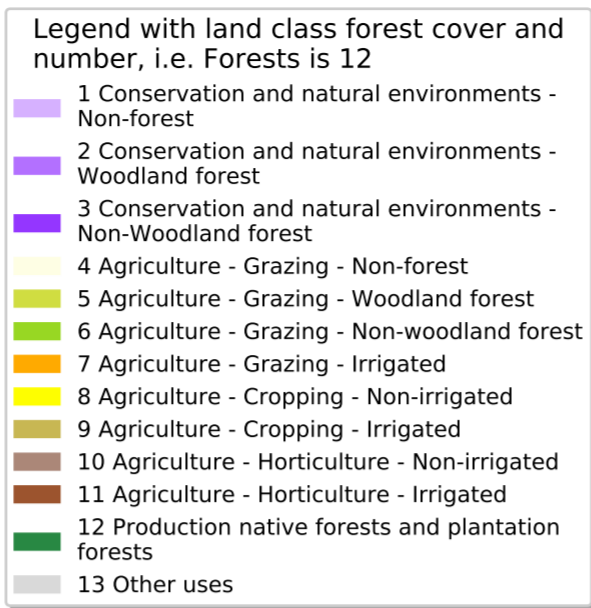 Legend with land class forest cover and
number, i.e. Forests is 12
1 Conservation and natural environments -
Non-forest
2 Conservation and natural environments -
Woodland forest
3 Conservation and natural environments -
Non-Woodland forest
4 Agriculture - Grazing - Non-forest
5 Agriculture - Grazing - Woodland forest
6 Agriculture - Grazing - Non-woodland forest
7 Agriculture - Grazing - Irrigated
8 Agriculture - Cropping - Non-irrigated
9 Agriculture - Cropping - Irrigated
10 Agriculture - Horticulture - Non-irrigated
11 Agriculture - Horticulture - Irrigated
12 Production native forests and plantation
forests
13 Other uses